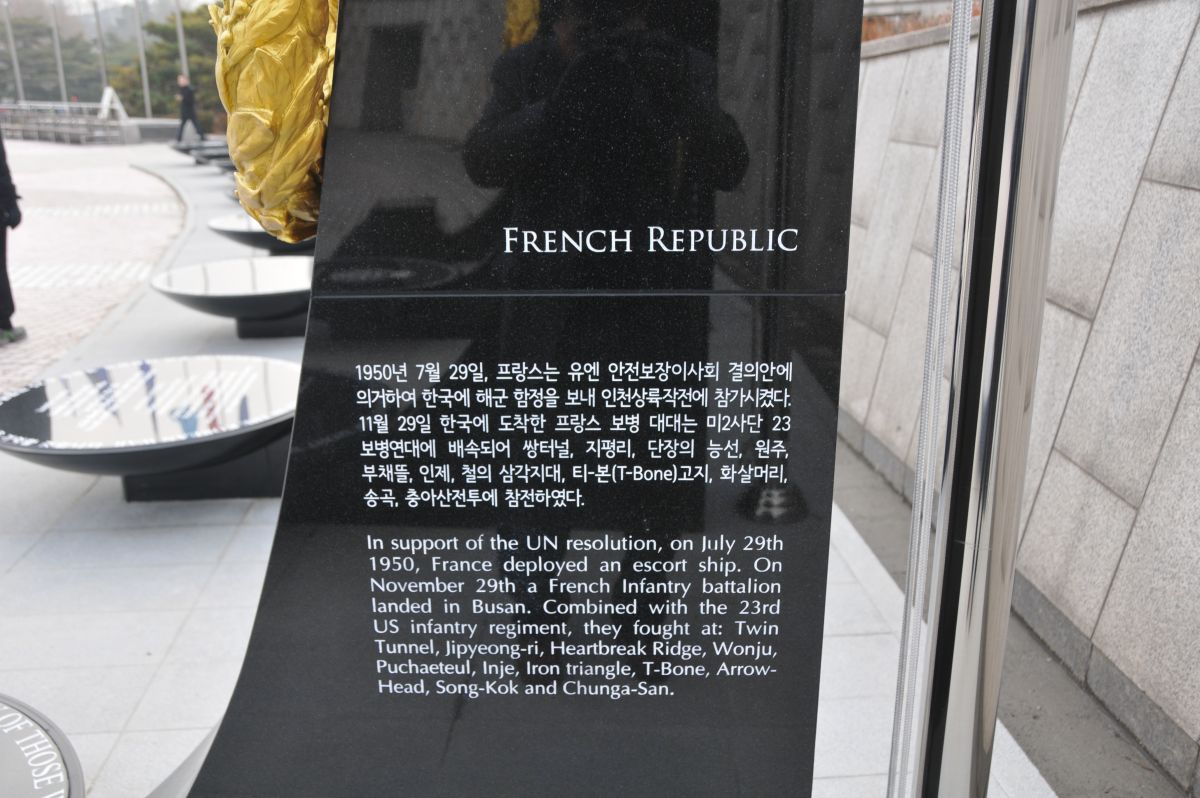 FRENCH REPUBLIC
1950년 7월 29일, 프랑스는 유엔 안전보장이사회 결의안에
의거하여 한국에 해군 함정을 보내 인천상륙작전에 참가시켰다.
11월 29일 한국에 도착한 프랑스 보병 대대는 미2사단 23
보병연대에 배속되어 쌍터널, 지평리, 단장의 능선, 원주,
부채뜰, 인제, 철의 삼각지대, 티-본(T-Bone)고지, 화살머리,
송곡, 충아산전투에 참전하였다.
In support of the UN resolution, on July 29th
1950, France deployed an escort ship. On
November 29th a French Infantry battalion
landed in Busan. Combined with the 23rd
US infantry regiment, they fought at: Twin
Tunnel, Jipyeong-ri, Heartbreak Ridge, Wonju,
Puchaeteul, Inje, Iron triangle, T-Bone, Arrow-
Head, Song-Kok and Chunga-San.
OF THOSE